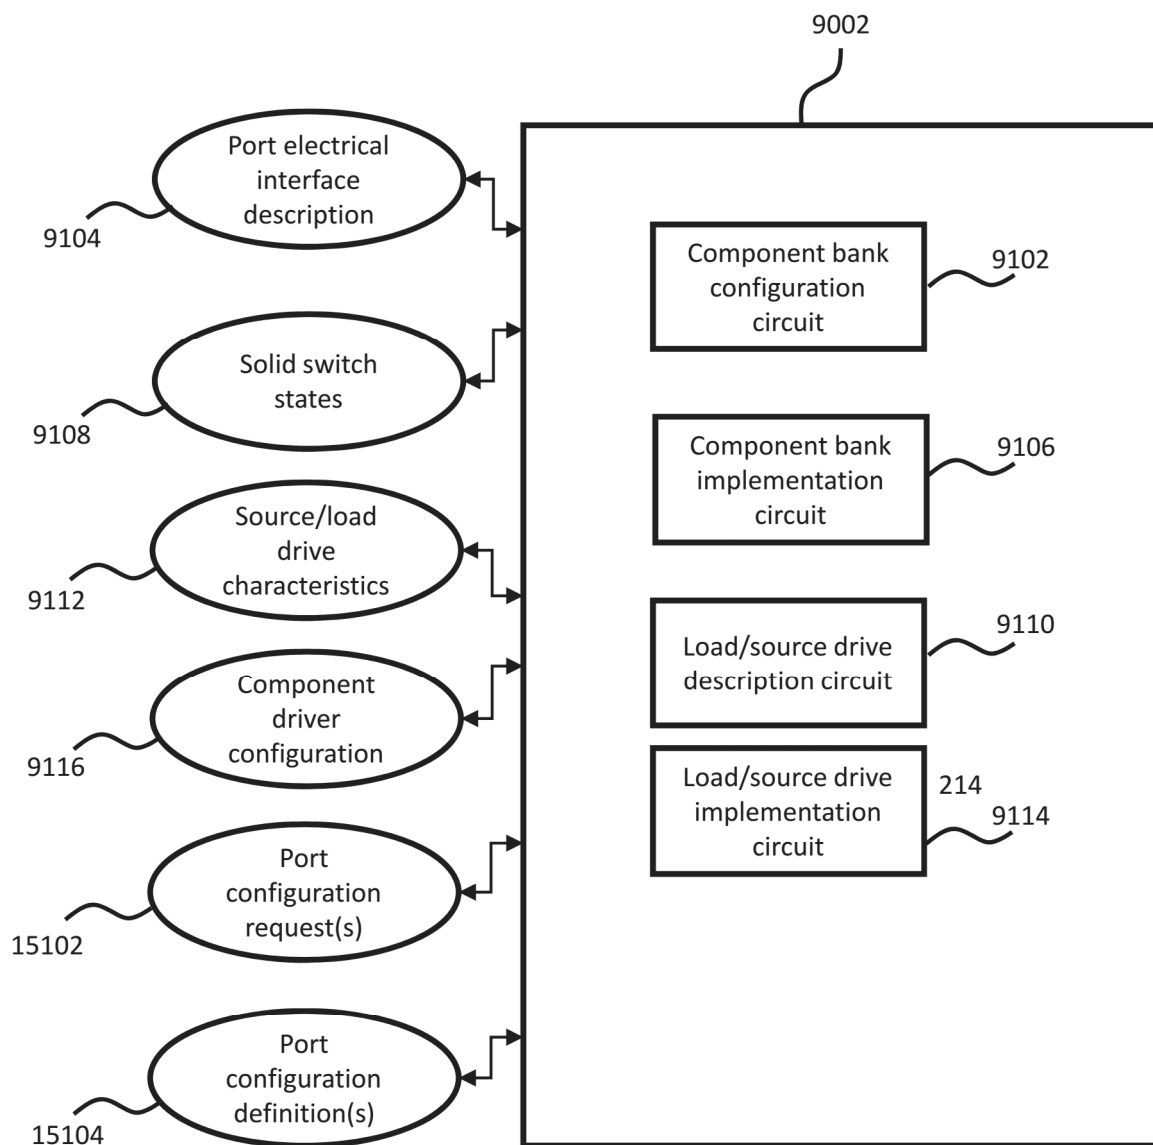 9002
Port electrical
interface
description
9104
Component bank
configuration
circuit
9102
Solid switch
states
9108
Component bank
implementation
circuit
9106
Source/load
drive
characteristics
9112
Load/source drive
description circuit
9110
Component
driver
configuration
9116
Load/source drive
implementation
circuit
214
9114
Port
configuration
request(s)
15102
Port
configuration
definition(s)
15104